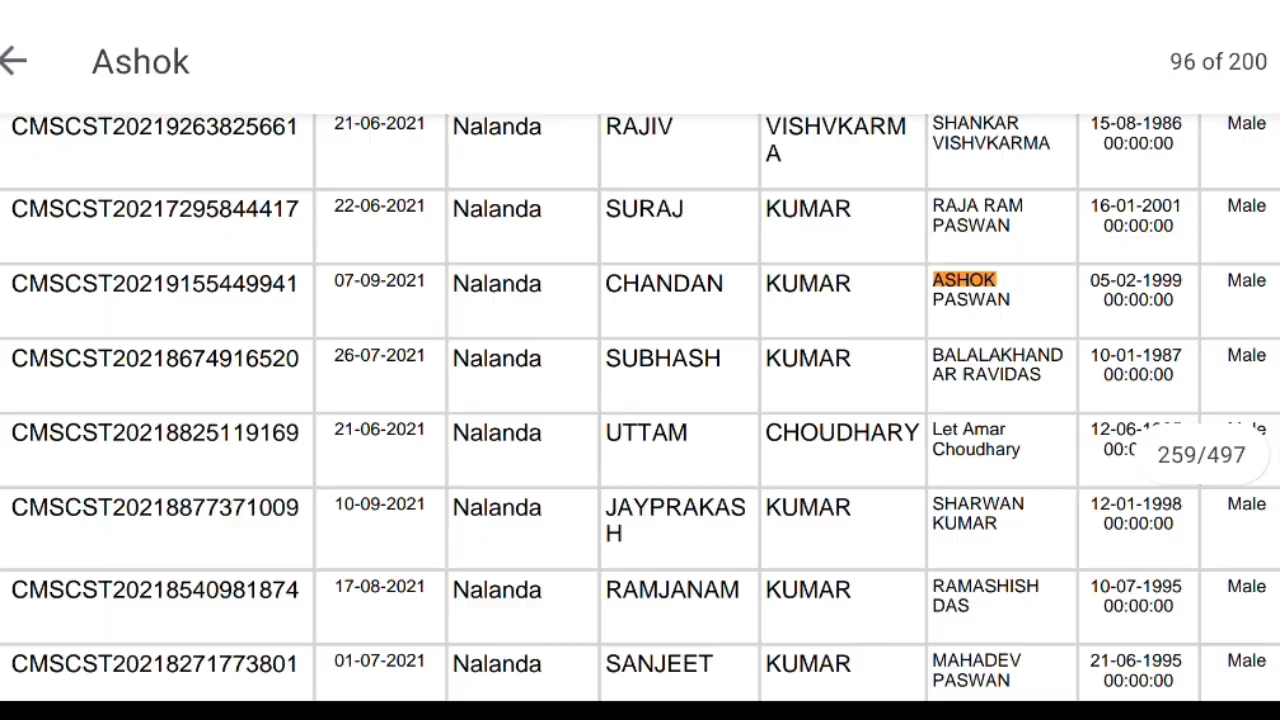 Ashok
96 of 200
CMSCST20219263825661 21-06-2021 Nalanda RAJIV VISHVKARM SHANKAR 15-08-1986 Male
A VISHVKARMA 00:00:00
CMSCST20217295844417 22-06-2021 Nalanda SURAJ KUMAR RAJA RAM 16-01-2001 Male
PASWAN 00:00:00
CMSCST20219155449941 07-09-2021 Nalanda CHANDAN KUMAR ASHOK 05-02-1999 Male
PASWAN 00:00:00
CMSCST20218674916520 26-07-2021 Nalanda SUBHASH KUMAR BALALAKHAND 10-01-1987 Male
AR RAVIDAS 00:00:00
CMSCST20218825119169 21-06-2021 Nalanda UTTAM CHOUDHARY Let Amar 12-06-
Choudhary 00:
259/497
CMSCST20218877371009 10-09-2021 Nalanda JAYPRAKAS KUMAR SHARWAN 12-01-1998 Male
H KUMAR 00:00:00
CMSCST20218540981874 17-08-2021 Nalanda RAMJANAM KUMAR RAMASHISH 10-07-1995 Male
DAS 00:00:00
CMSCST20218271773801 01-07-2021 Nalanda SANJEET KUMAR MAHADEV 21-06-1995 Male
PASWAN 00:00:00